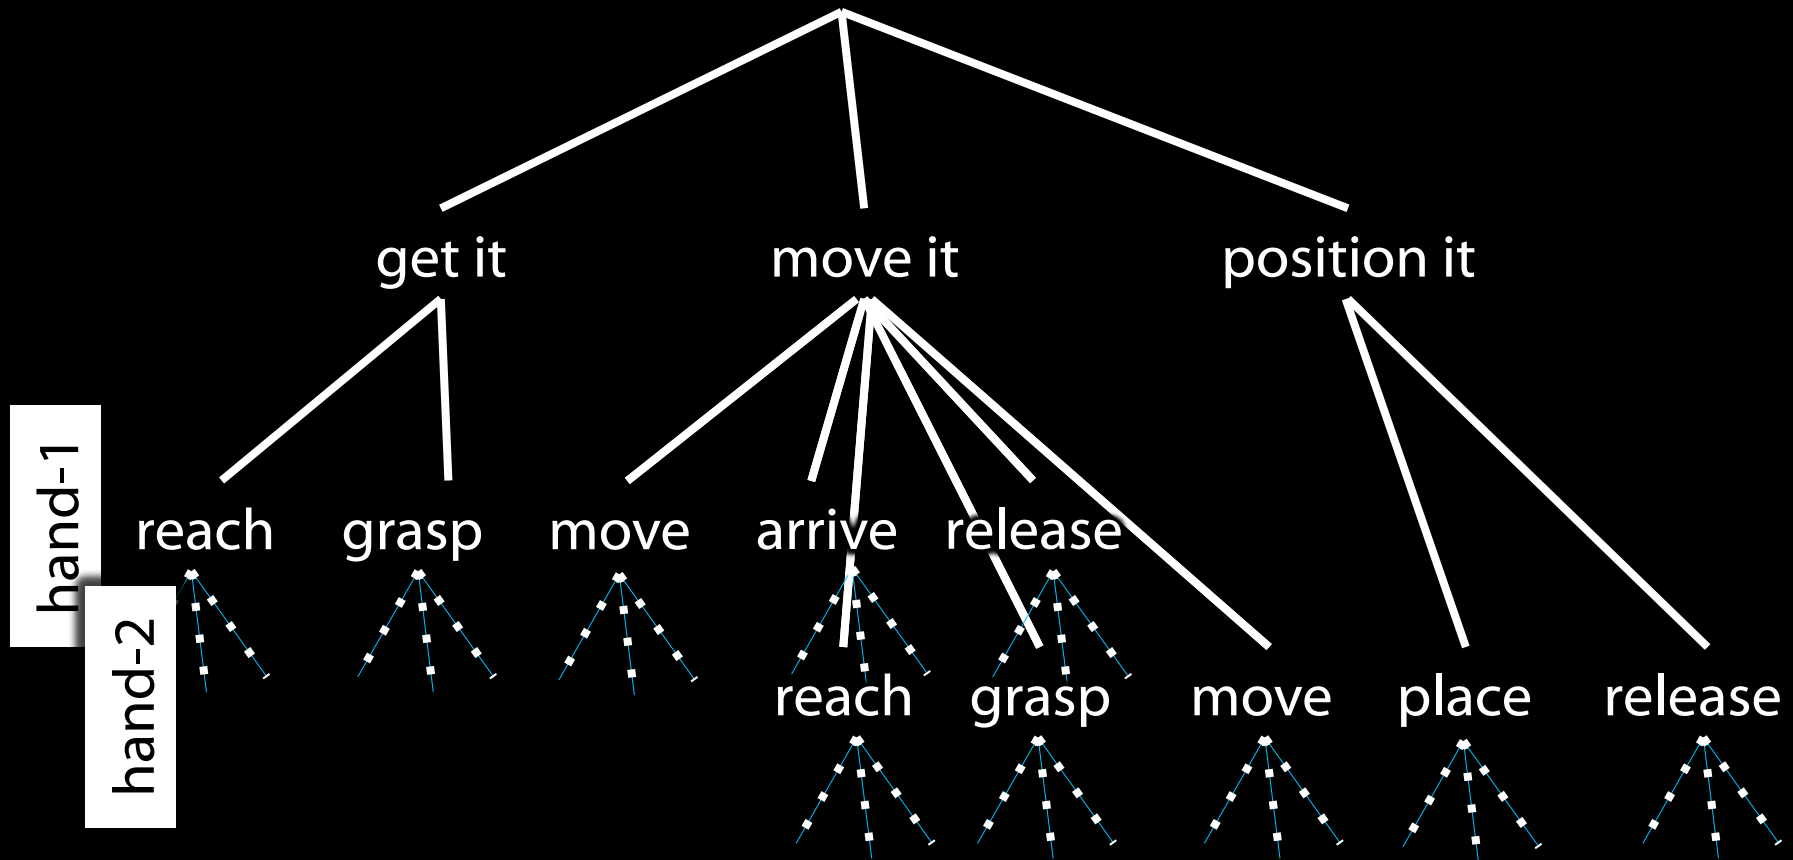 get it move it position it
hand-1
reach grasp move arrive release
hand-2
reach grasp move place release